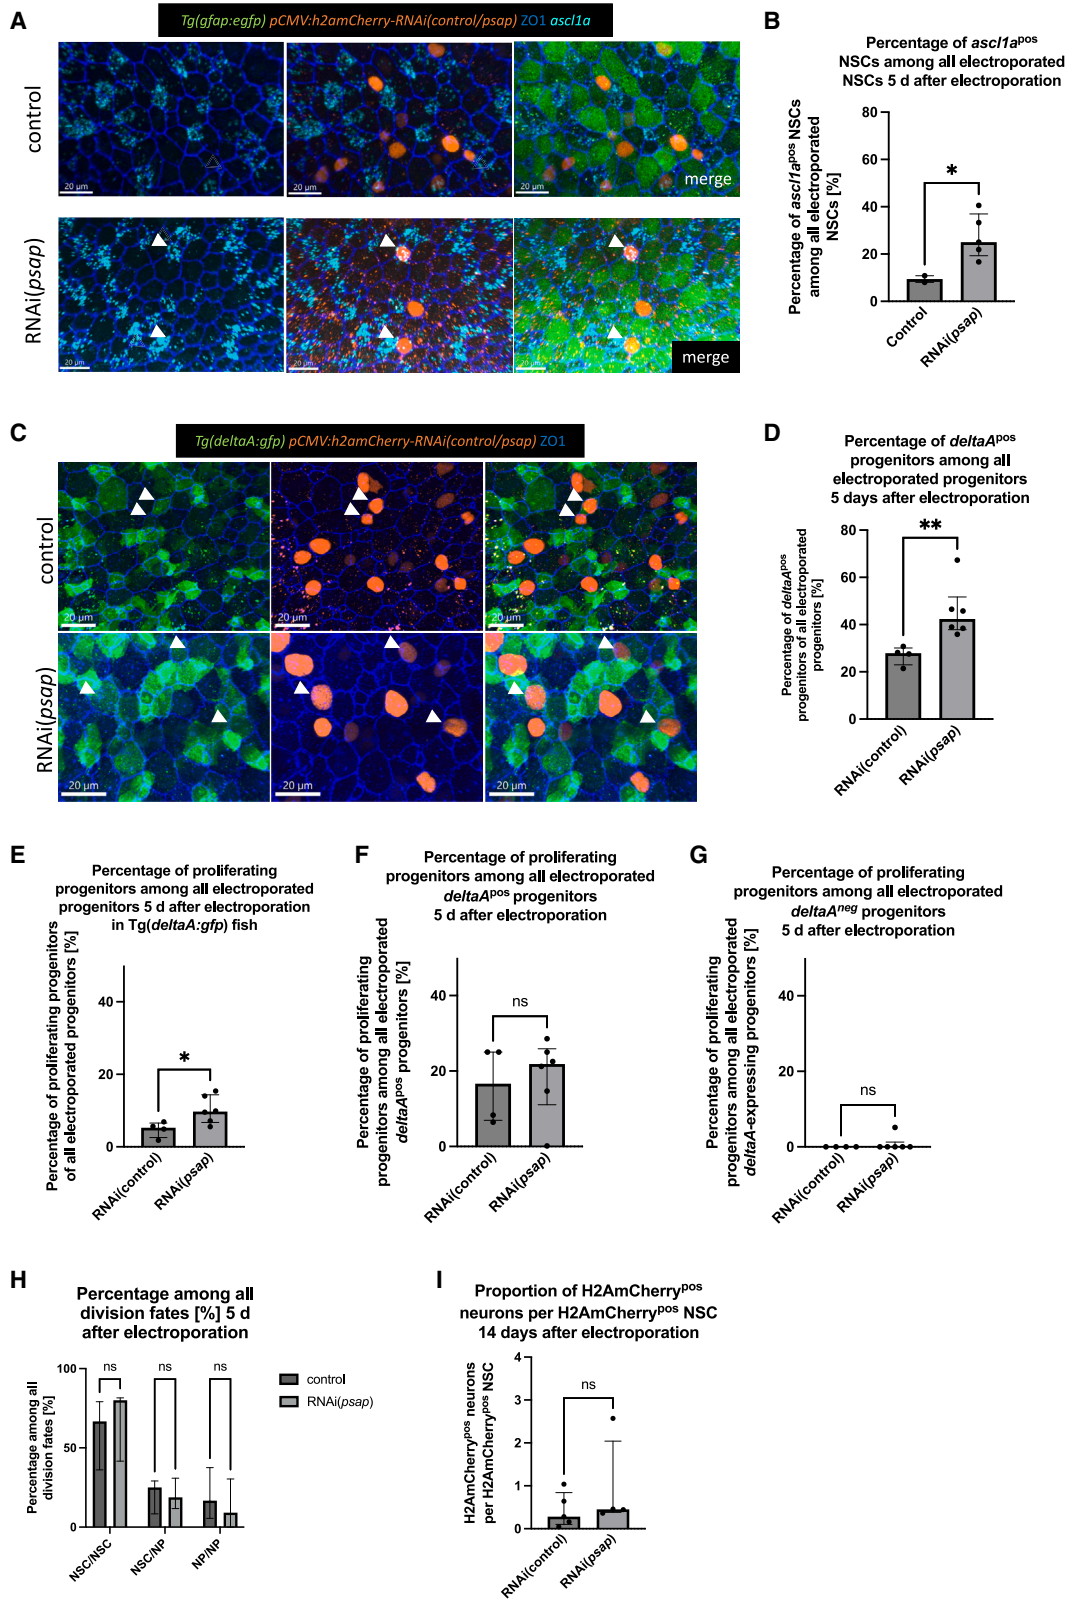 A
Tg(gfap:egfp) pCMV:h2amCherry-RNAi(control/psap) ZO1 ascl1a
control
20 µm
20 µm
20 µm
merge
RNAi(psap)
20 µm
20 µm
20 µm
merge
B
Percentage of ascl1apos
NSCs among all electroporated
NSCs 5 d after electroporation
Percentage of ascl1apos NSCs
among all electroporated
NSCs [%]
80
60
40
20
0
*
Control
RNAi(psap)
C
Tg(deltaA:gfp) pCMV:h2amCherry-RNAi(control/psap) ZO1
control
20 µm
20 µm
20 µm
RNAi(psap)
20 µm
20 µm
20 µm
D
Percentage of deltaApos
progenitors among all
electroporated progenitors
5 days after electroporation
Percentage of deltaApos
progenitors of all electroporated
progenitors [%]
80
60
40
20
0
**
RNAi(control)
RNAi(psap)
E
Percentage of proliferating
progenitors among all electroporated
progenitors 5 d after electroporation
in Tg(deltaA:gfp) fish
Percentage of proliferating progenitors
of all electroporated progenitors [%]
40
20
0
*
RNAi(control)
RNAi(psap)
F
Percentage of proliferating
progenitors among all electroporated
deltaApos progenitors
5 d after electroporation
Percentage of proliferating
progenitors among all electroporated
deltaApos progenitors [%]
40
20
0
ns
RNAi(control)
RNAi(psap)
G
Percentage of proliferating
progenitors among all electroporated
deltaAneg progenitors
5 d after electroporation
Percentage of proliferating
progenitors among all electroporated
deltaA-expressing progenitors [%]
40
20
0
ns
RNAi(control)
RNAi(psap)
H
Percentage among all
division fates [%] 5 d
after electroporation
Percentage among all
division fates [%]
100
50
0
ns
ns
ns
NSC/NSC
NSC/NP
NP/NP
control
RNAi(psap)
I
Proportion of H2AmCherrypos
neurons per H2AmCherrypos NSC
14 days after electroporation
H2AmCherrypos neurons
per H2AmCherrypos NSC
4
3
2
1
0
ns
RNAi(control)
RNAi(psap)